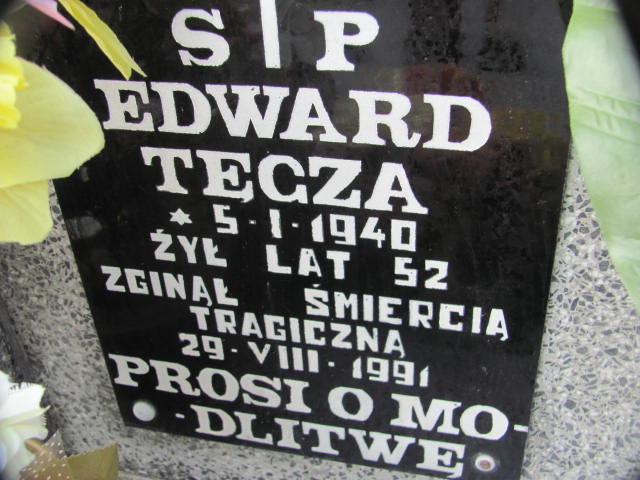 S P
EDWARD
TĘCZA
* 5-I-1940
ŻYŁ LAT 52
ZGINĄŁ ŚMIERCIĄ
TRAGICZNĄ
29-VIII-1991
PROSI O MO-
-DLITWĘ